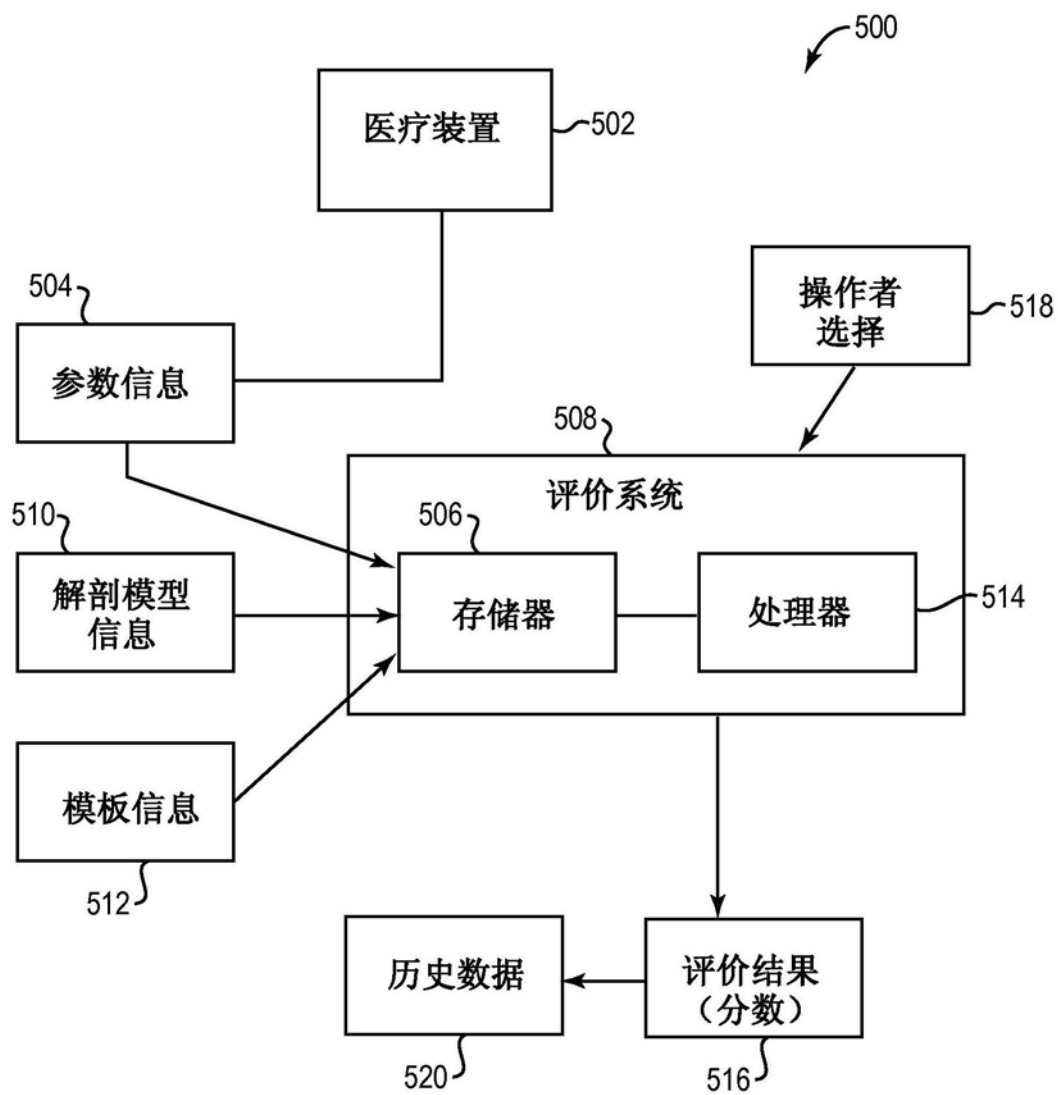 500
医疗装置
502
504
操作者
选择
518
参数信息
508
评价系统
510
506
解剖模型
信息
存储器
处理器
514
模板信息
512
历史数据
评价结果
（分数）
520
516